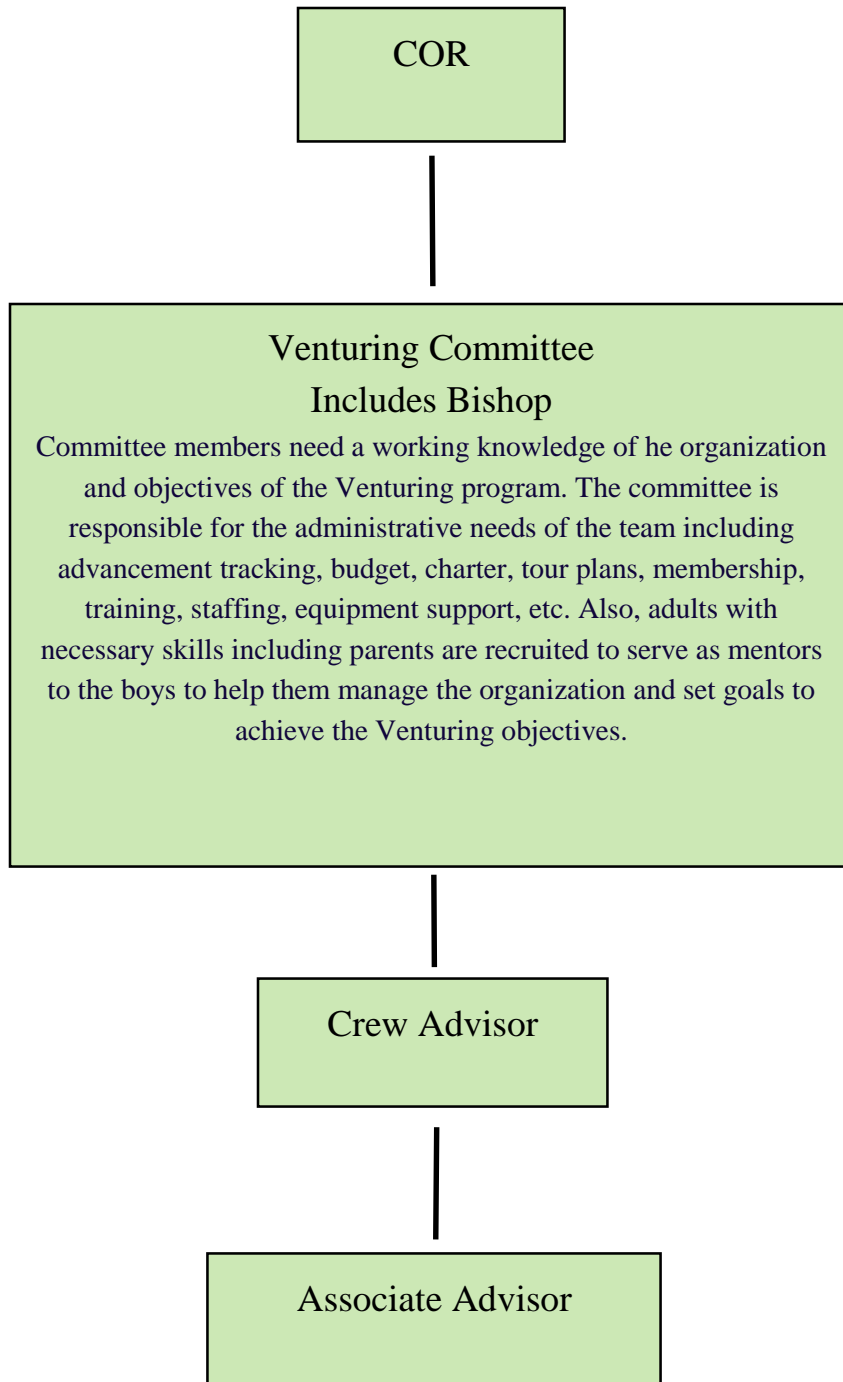 COR
Venturing Committee
Includes Bishop
Committee members need a working knowledge of he organization
and objectives of the Venturing program. The committee is
responsible for the administrative needs of the team including
advancement tracking, budget, charter, tour plans, membership,
training, staffing, equipment support, etc. Also, adults with
necessary skills including parents are recruited to serve as mentors
to the boys to help them manage the organization and set goals to
achieve the Venturing objectives.
Crew Advisor
Associate Advisor